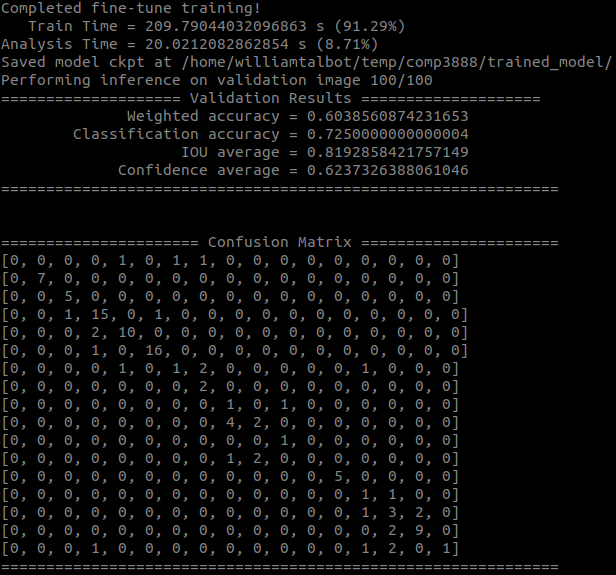 Completed fine-tune training!
Train Time = 209.79044032096863 s (91.29%)
Analysis Time = 20.0212082862854 s (8.71%)
Saved model ckpt at /home/williamtalbot/temp/comp3888/trained_model/
Performing inference on validation image 100/100
==================== Validation Results ====================
Weighted accuracy = 0.6038560874231653
Classification accuracy = 0.7250000000000004
IOU average = 0.8192858421757149
Confidence average = 0.6237326388061046
==============================================================
====================== Confusion Matrix ======================
[0, 0, 0, 0, 1, 0, 1, 1, 0, 0, 0, 0, 0, 0, 0, 0, 0]
[0, 7, 0, 0, 0, 0, 0, 0, 0, 0, 0, 0, 0, 0, 0, 0, 0]
[0, 0, 5, 0, 0, 0, 0, 0, 0, 0, 0, 0, 0, 0, 0, 0, 0]
[0, 0, 1, 15, 0, 1, 0, 0, 0, 0, 0, 0, 0, 0, 0, 0, 0]
[0, 0, 0, 2, 10, 0, 0, 0, 0, 0, 0, 0, 0, 0, 0, 0, 0]
[0, 0, 0, 1, 0, 16, 0, 0, 0, 0, 0, 0, 0, 0, 0, 0, 0]
[0, 0, 0, 0, 1, 0, 1, 2, 0, 0, 0, 0, 0, 1, 0, 0, 0]
[0, 0, 0, 0, 0, 0, 0, 2, 0, 0, 0, 0, 0, 0, 0, 0, 0]
[0, 0, 0, 0, 0, 0, 0, 0, 1, 0, 1, 0, 0, 0, 0, 0, 0]
[0, 0, 0, 0, 0, 0, 0, 0, 4, 2, 0, 0, 0, 0, 0, 0, 0]
[0, 0, 0, 0, 0, 0, 0, 0, 0, 0, 1, 0, 0, 0, 0, 0, 0]
[0, 0, 0, 0, 0, 0, 0, 0, 1, 2, 0, 0, 0, 0, 0, 0, 0]
[0, 0, 0, 0, 0, 0, 0, 0, 0, 0, 0, 0, 5, 0, 0, 0, 0]
[0, 0, 0, 0, 0, 0, 0, 0, 0, 0, 0, 0, 0, 1, 1, 0, 0]
[0, 0, 0, 0, 0, 0, 0, 0, 0, 0, 0, 0, 0, 1, 3, 2, 0]
[0, 0, 0, 0, 0, 0, 0, 0, 0, 0, 0, 0, 0, 0, 2, 9, 0]
[0, 0, 0, 1, 0, 0, 0, 0, 0, 0, 0, 0, 0, 1, 2, 0, 1]
==============================================================